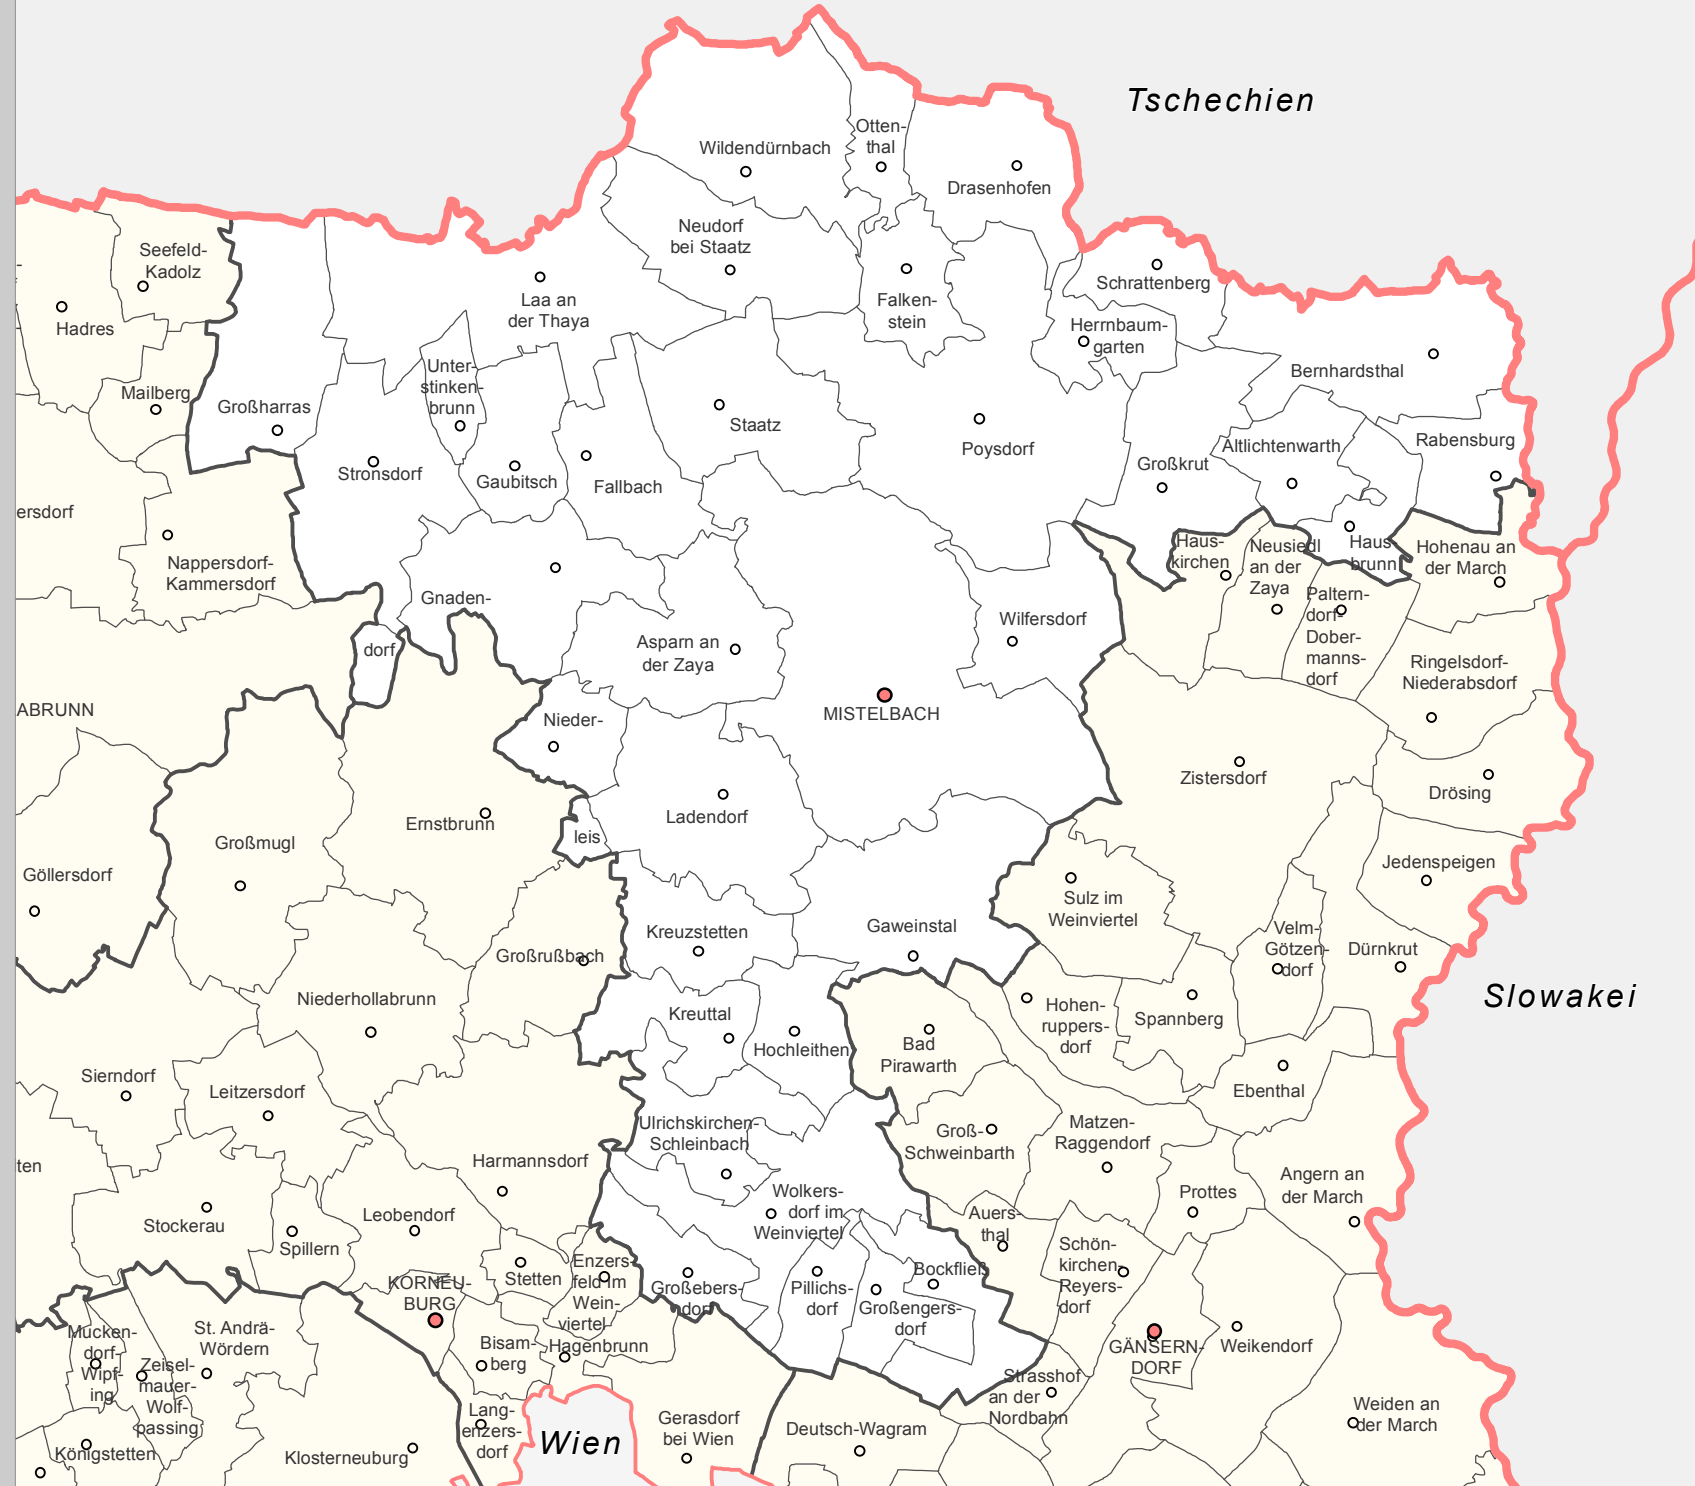 Tschechien
Otten-
thal
Wildendürnbach
Drasenhofen
Neudorf
bei Staatz
Seefeld-
Kadolz
Schrattenberg
Laa an
der Thaya
Falken-
stein
Hadres
Herrnbaum-
garten
Bernhardsthal
Unter-
stinken-
brunn
Mailberg
Großharras
Staatz
Poysdorf
Altlichtenwarth
Rabensburg
Großkrut
Stronsdorf
Gaubitsch
Fallbach
ersdorf
Haus-
kirchen
Neusiedl
an der
Zaya
Haus-
brunn
Hohenau an
der March
Nappersdorf-
Kammersdorf
Gnaden-
dorf
Paltern-
dorf-
Dober-
manns-
dorf
Wilfersdorf
Asparn an
der Zaya
Ringelsdorf-
Niederabsdorf
ABRUNN
MISTELBACH
Nieder-
leis
Zistersdorf
Drösing
Ladendorf
Ernstbrunn
Großmugl
Göllersdorf
Jedenspeigen
Sulz im
Weinviertel
Gaweinstal
Kreuzstetten
Velm-
Götzen-
dorf
Dürnkrut
Großrußbach
Niederhollabrunn
Slowakei
Kreuttal
Hochleithen
Hohen-
ruppers-
dorf
Spannberg
Bad
Pirawarth
Sierndorf
Leitzersdorf
Ebenthal
Ulrichskirchen-
Schleinbach
Groß-
Schweinbarth
Matzen-
Raggendorf
ten
Harmannsdorf
Angern an
der March
Wolkers-
dorf im
Weinviertel
Prottes
Stockerau
Leobendorf
Auers-
thal
Spillern
Schön-
kirchen-
Reyers-
dorf
Stetten
Enzers-
feld im
Wein-
viertel
Großebers-
dorf
Pillichs-
dorf
Bockfließ
Großengers-
dorf
KORNEU-
BURG
Mucken-
dorf-
Wipf-
ing
St. Andrä-
Wördern
Bisam-
berg
Hagenbrunn
GÄNSERN-
DORF
Weikendorf
Zeisel-
mauer-
Wolf-
passing
Strasshof
an der
Nordbahn
Lang-
enzers-
dorf
Wien
Gerasdorf
bei Wien
Deutsch-Wagram
Weiden an
der March
Königstetten
Klosterneuburg